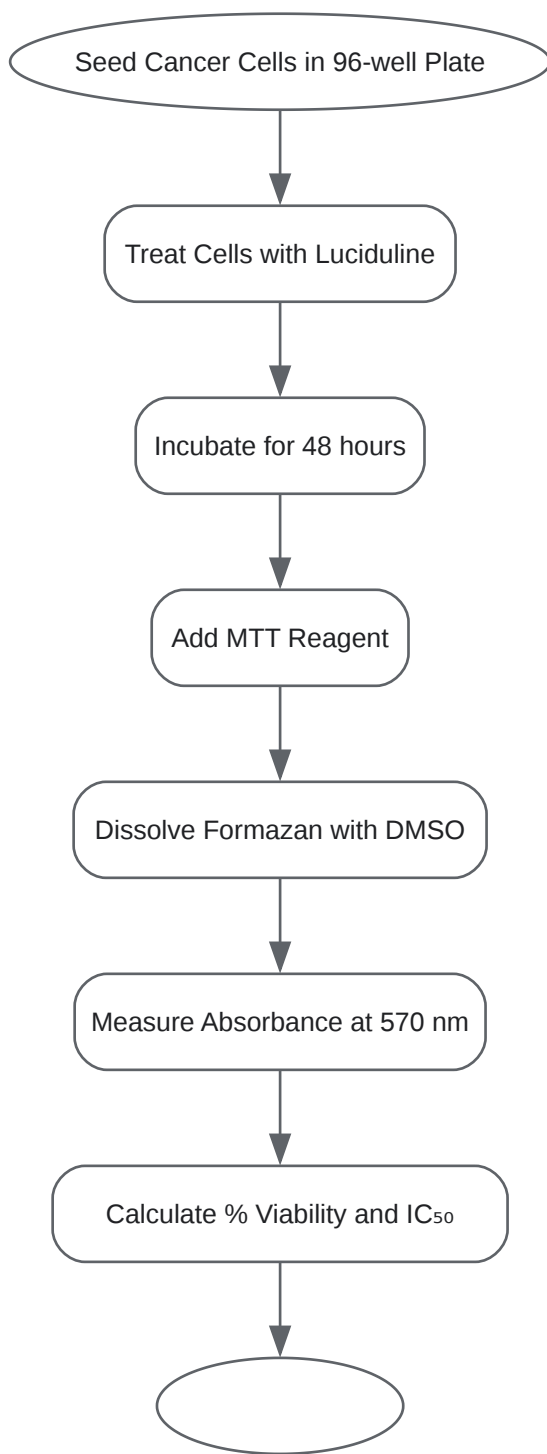 Seed Cancer Cells in 96-well Plate
Treat Cells with Luciduline
Incubate for 48 hours
Add MTT Reagent
Dissolve Formazan with DMSO
Measure Absorbance at 570 nm
Calculate % Viability and IC₅₀